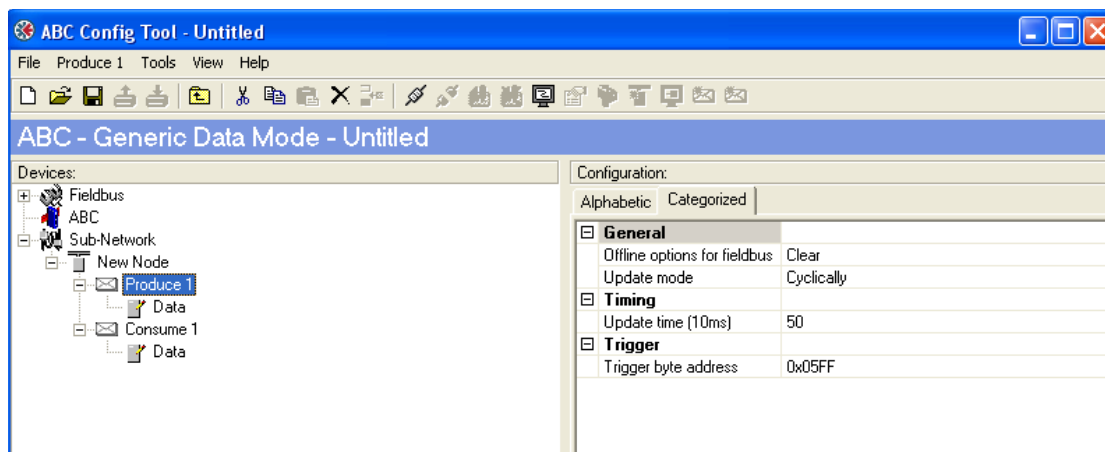 ABC Config Tool - Untitled
File Produce 1 Tools View Help
ABC - Generic Data Mode - Untitled
Devices:
Fieldbus
ABC
Sub-Network
New Node
Produce 1
Data
Consume 1
Data
Configuration:
Alphabetic Categorized
General
Offline options for fieldbus Clear
Update mode Cyclically
Timing
Update time (10ms) 50
Trigger
Trigger byte address 0x05FF